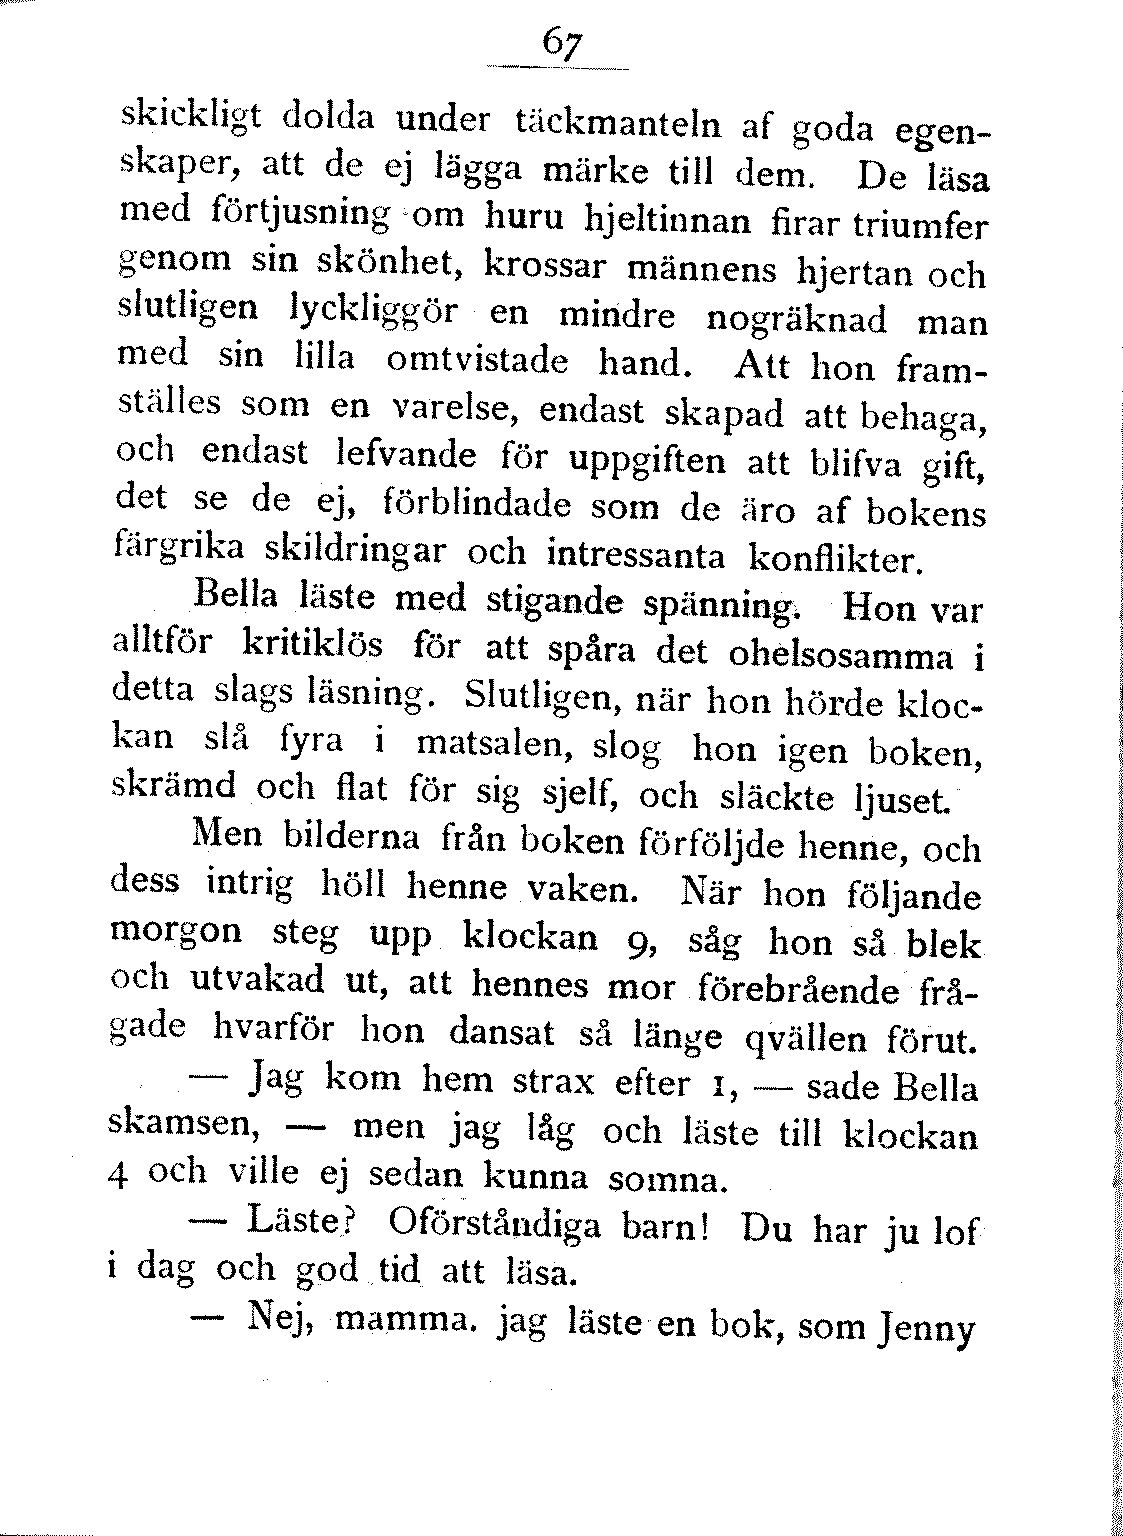 67
skickligt dolda under täckmanteln af goda egen-
skaper, att de ej lägga märke till dem. De läsa
med förtjusning om huru hjeltinnan firar triumfer
genom sin skönhet, krossar männens hjertan och
slutligen lyckliggör en mindre nogräknad man
med sin lilla omtvistade hand. Att hon fram-
ställes som en varelse, endast skapad att behaga,
och endast lefvande för uppgiften att blifva gift,
det se de ej, förblindade som de äro af bokens
färgrika skildringar och intressanta konflikter.
Bella läste med stigande spänning. Hon var
alltför kritiklös för att spåra det ohelsosamma i
detta slags läsning. Slutligen, när hon hörde kloc-
kan slå fyra i matsalen, slog hon igen boken,
skrämd och flat för sig sjelf, och släckte ljuset.
Men bilderna från boken förföljde henne, och
dess intrig höll henne vaken. När hon följande
morgon steg upp klockan 9, såg hon så blek
och utvakad ut, att hennes mor förebrående frå-
gade hvarför hon dansat så länge qvällen förut.
— Jag kom hem strax efter 1, — sade Bella
skamsen, — men jag låg och läste till klockan
4 och ville ej sedan kunna somna.
— Läste? Oförståndiga barn! Du har ju lof
i dag och god tid att läsa.
— Nej, mamma. jag läste en bok, som Jenny